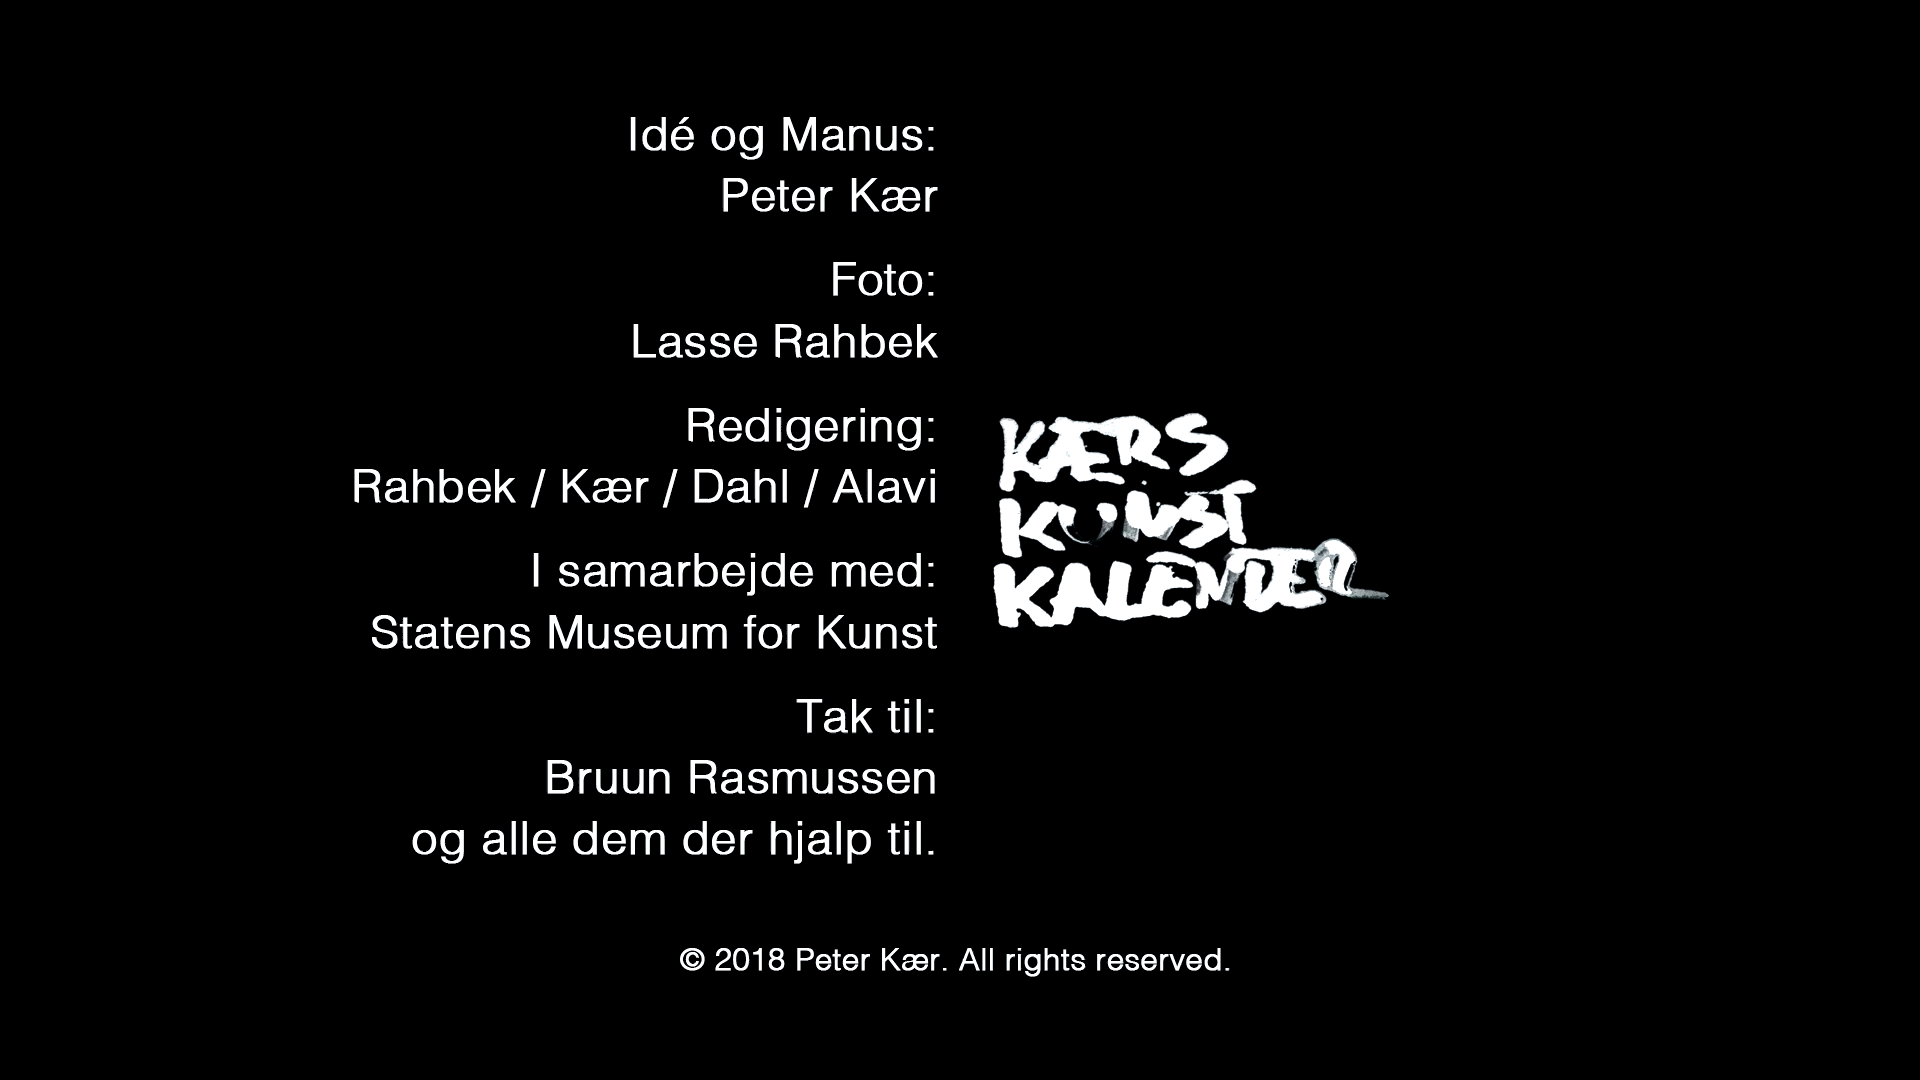 Idé og Manus:
Peter Kær
Foto:
Lasse Rahbek
Redigering:
Rahbek / Kær / Dahl / Alavi
I samarbejde med:
Statens Museum for Kunst
Tak til:
Bruun Rasmussen
og alle dem der hjalp til.
KÆRS
KUNST
KALENDER
© 2018 Peter Kær. All rights reserved.